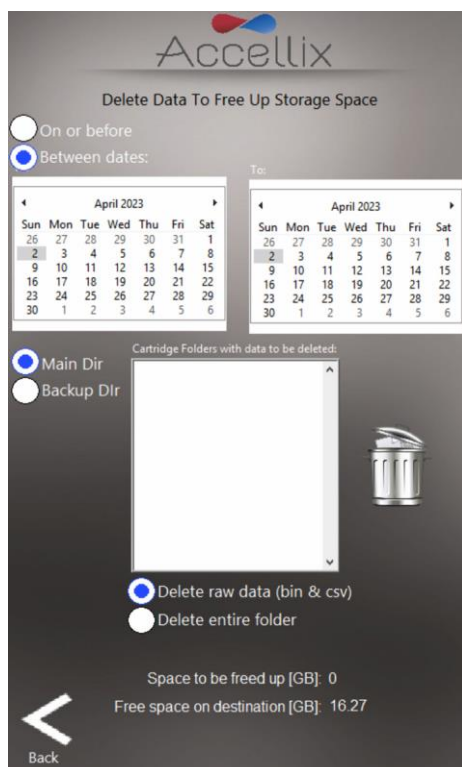 Accellix
Delete Data To Free Up Storage Space
On or before
Between dates:
To:
April 2023
Sun Mon Tue Wed Thu Fri Sat
26 27 28 29 30 31 1
2 3 4 5 6 7 8
9 10 11 12 13 14 15
16 17 18 19 20 21 22
23 24 25 26 27 28 29
30 1 2 3 4 5 6
April 2023
Sun Mon Tue Wed Thu Fri Sat
26 27 28 29 30 31 1
2 3 4 5 6 7 8
9 10 11 12 13 14 15
16 17 18 19 20 21 22
23 24 25 26 27 28 29
30 1 2 3 4 5 6
Main Dir
Backup DIr
Cartridge Folders with data to be deleted:
Delete raw data (bin & csv)
Delete entire folder
Space to be freed up [GB]: 0
Free space on destination [GB]: 16.27
Back